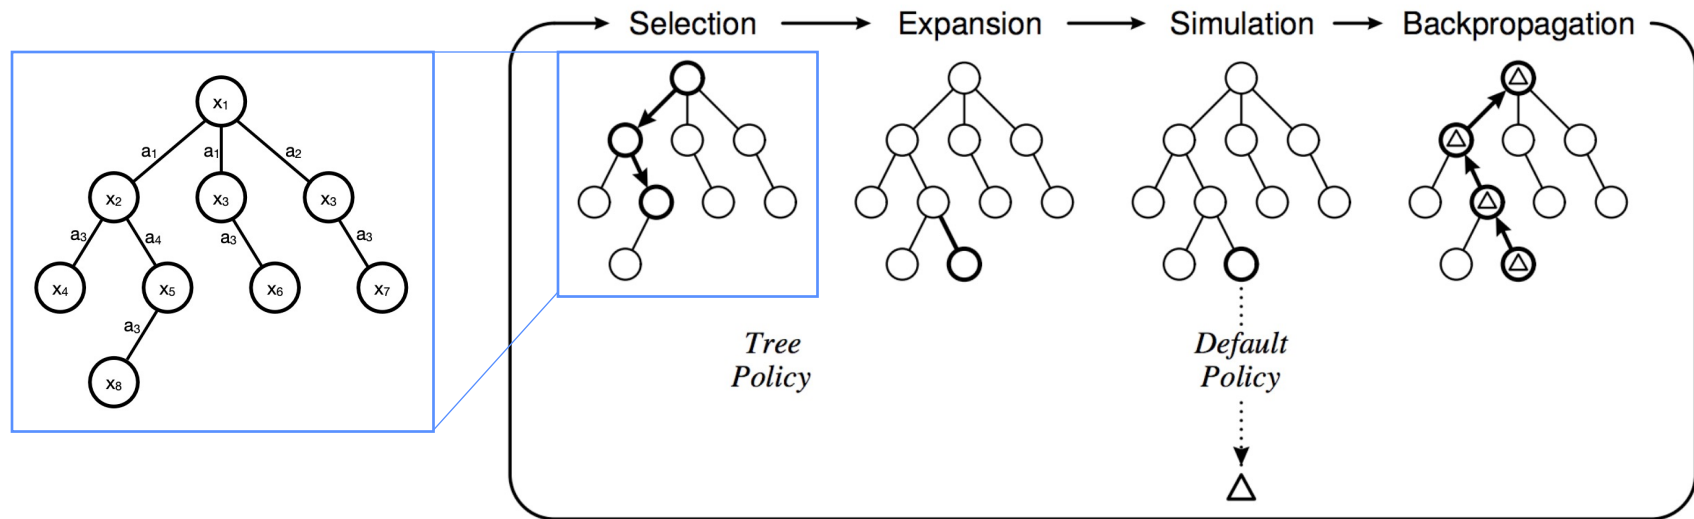 Selection Expansion Simulation Backpropagation
x₁
a₁ a₁ a₂
x₂ x₃ x₃
a₃ a₄ a₃ a₃
x₄ x₅ x₆ x₇
a₃
x₈
Tree
Policy
Default
Policy